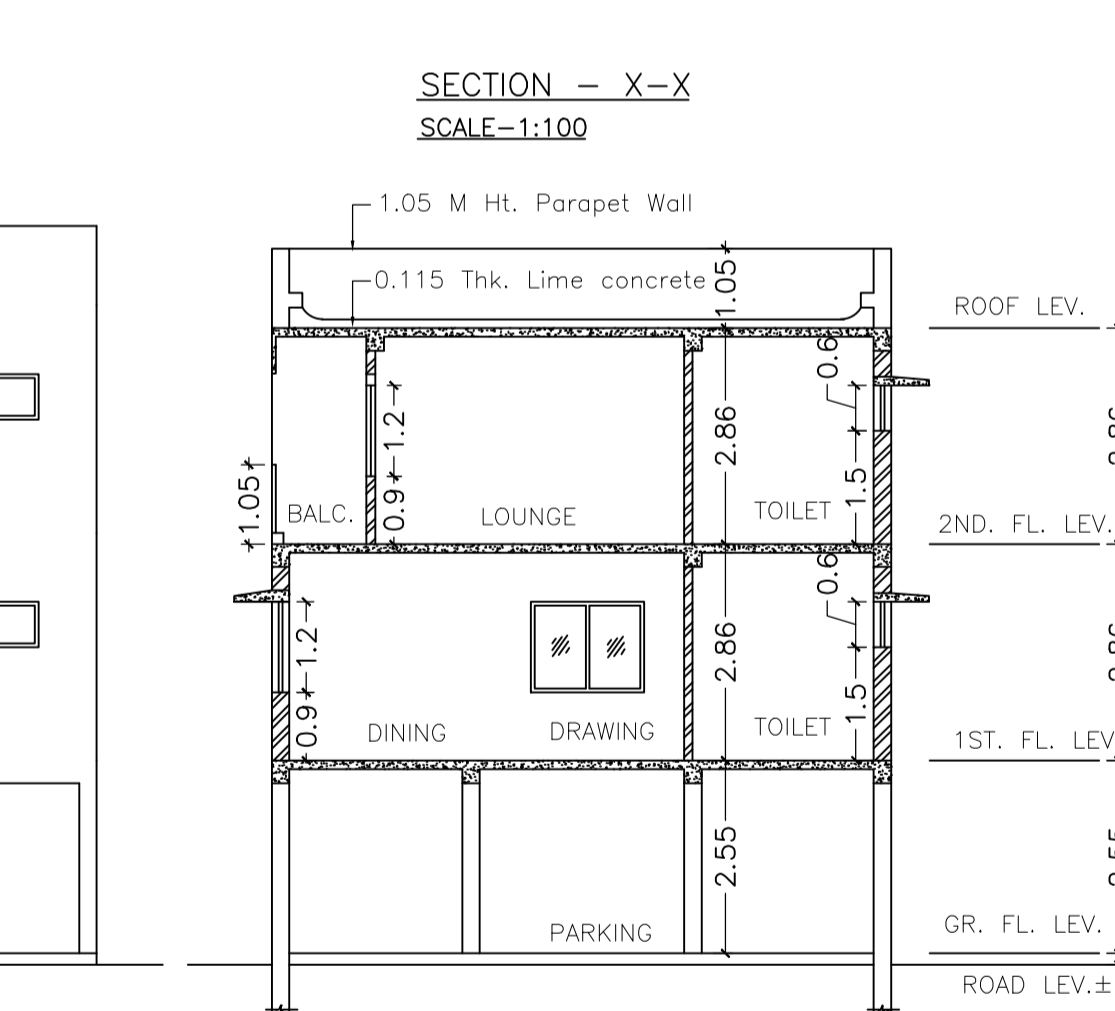 SECTION - X-X
SCALE-1:100
1.05 M Ht. Parapet Wall
0.115 Thk. Lime concrete
1.05
ROOF LEV.
0.6
1.2
2.86
1.05
0.9
1.5
BALC.
LOUNGE
TOILET
2ND. FL. LEV.
0.6
1.2
2.86
0.9
1.5
DINING
DRAWING
TOILET
1ST. FL. LEV
2.55
PARKING
GR. FL. LEV.
ROAD LEV.±